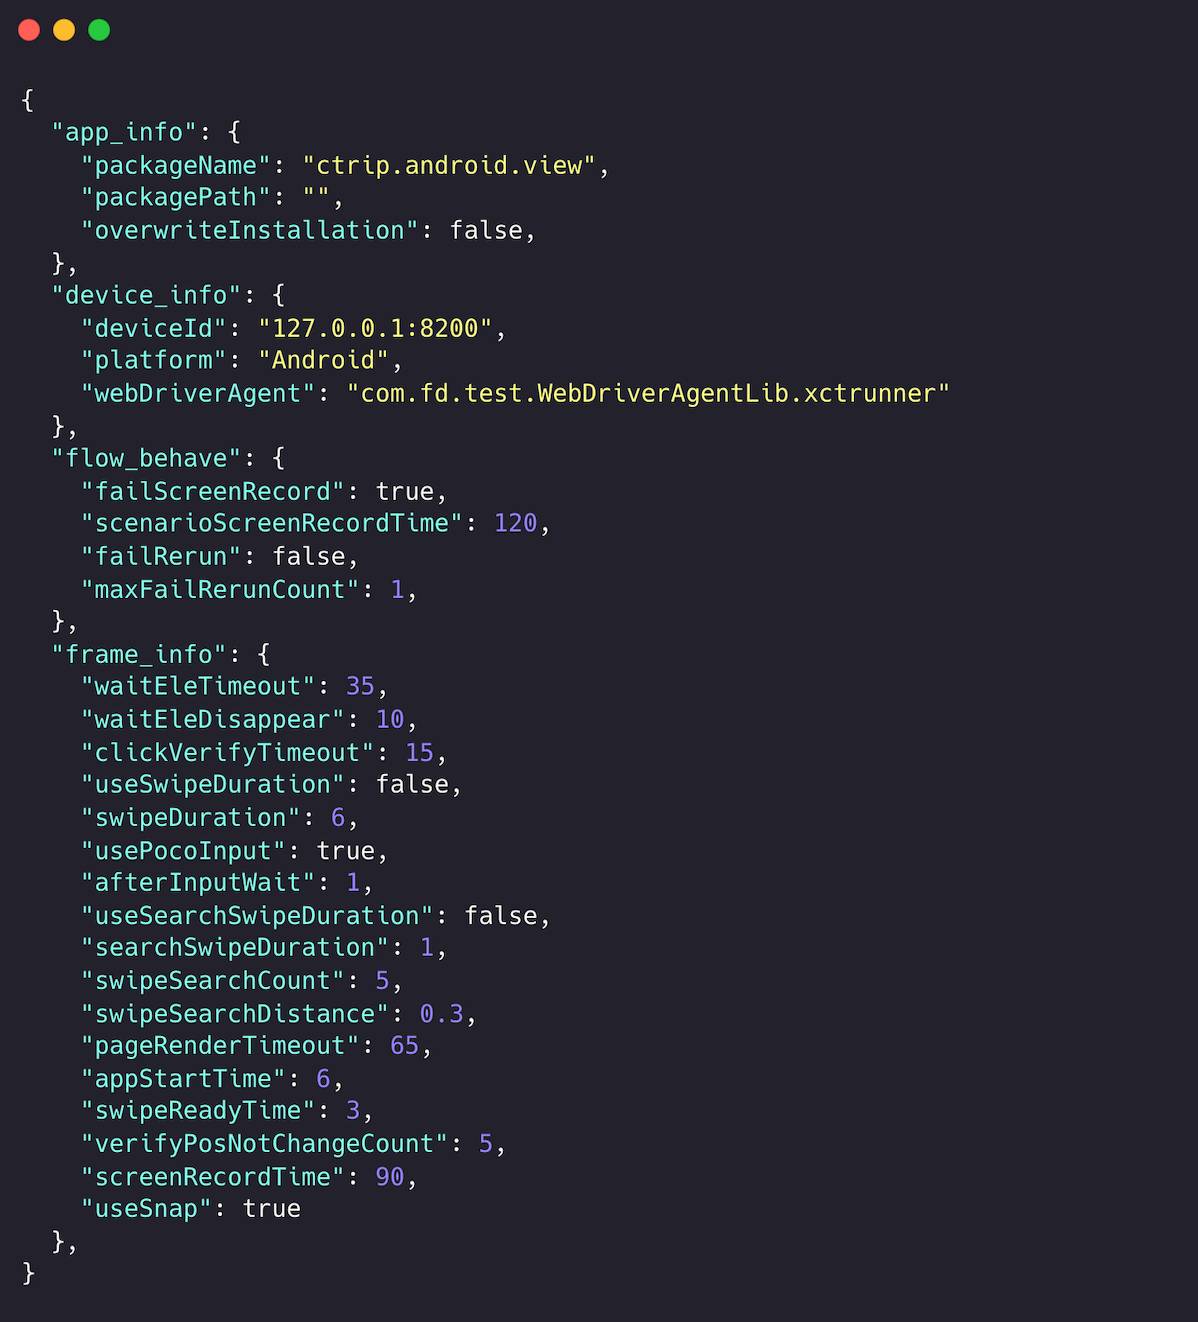 {
  "app_info": {
    "packageName": "ctrip.android.view",
    "packagePath": "",
    "overwriteInstallation": false,
  },
  "device_info": {
    "deviceId": "127.0.0.1:8200",
    "platform": "Android",
    "webDriverAgent": "com.fd.test.WebDriverAgentLib.xctrunner"
  },
  "flow_behave": {
    "failScreenRecord": true,
    "scenarioScreenRecordTime": 120,
    "failRerun": false,
    "maxFailRerunCount": 1,
  },
  "frame_info": {
    "waitEleTimeout": 35,
    "waitEleDisappear": 10,
    "clickVerifyTimeout": 15,
    "useSwipeDuration": false,
    "swipeDuration": 6,
    "usePocoInput": true,
    "afterInputWait": 1,
    "useSearchSwipeDuration": false,
    "searchSwipeDuration": 1,
    "swipeSearchCount": 5,
    "swipeSearchDistance": 0.3,
    "pageRenderTimeout": 65,
    "appStartTime": 6,
    "swipeReadyTime": 3,
    "verifyPosNotChangeCount": 5,
    "screenRecordTime": 90,
    "useSnap": true
  },
}